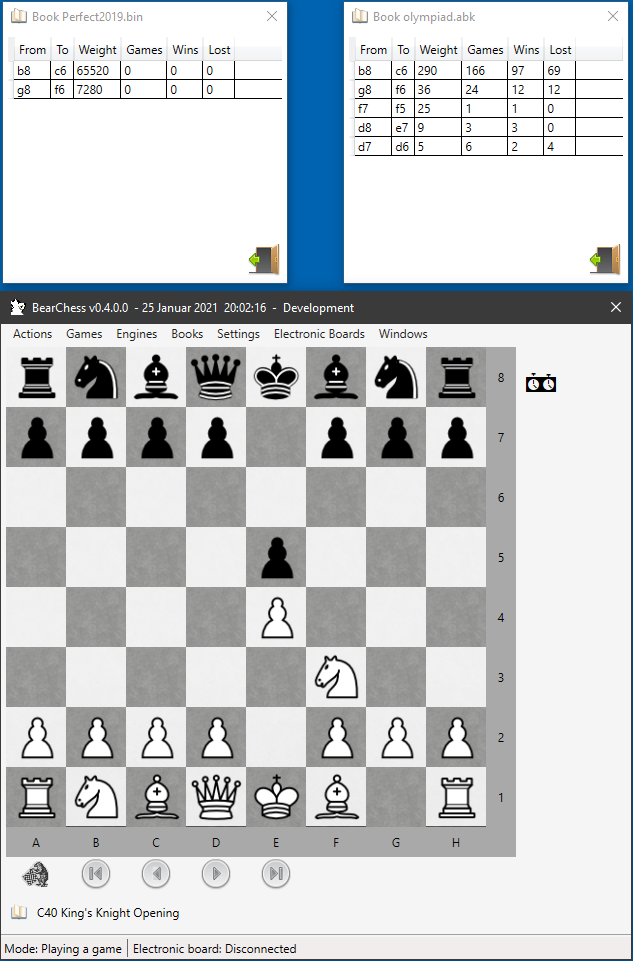 Book Perfect2019.bin
From To Weight Games Wins Lost
b8 c6 65520 0 0 0
g8 f6 7280 0 0 0
Book olympiad.abk
From To Weight Games Wins Lost
b8 c6 290 166 97 69
g8 f6 36 24 12 12
f7 f5 25 1 1 0
d8 e7 9 3 3 0
d7 d6 5 6 2 4
BearChess v0.4.0.0 - 25 Januar 2021 20:02:16 - Development
Actions Games Engines Books Settings Electronic Boards Windows
8
7
6
5
4
3
2
1
A B C D E F G H
C40 King's Knight Opening
Mode: Playing a game Electronic board: Disconnected